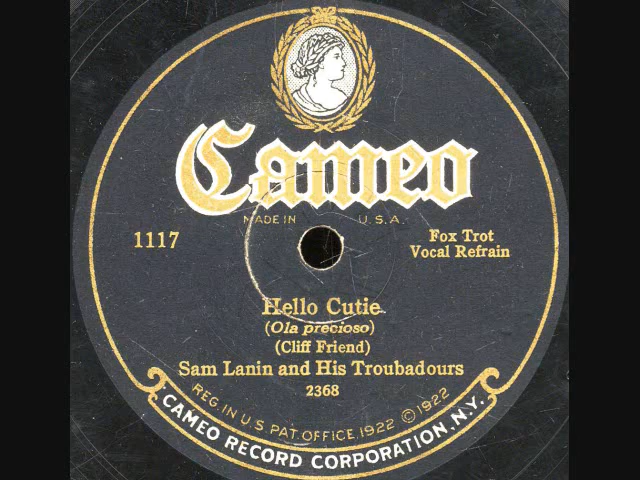 Cameo
MADE IN U.S.A.
1117
Fox Trot
Vocal Refrain
Hello Cutie
(Ola precioso)
(Cliff Friend)
Sam Lanin and His Troubadours
2368
REG. IN U.S. PAT. OFFICE, 1922 © 1922
CAMEO RECORD CORPORATION, N.Y.